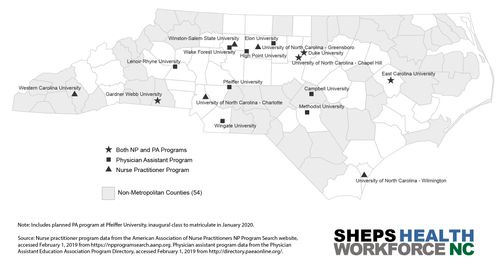 Winston-Salem State University
Elon University
Wake Forest University
University of North Carolina - Greensboro
High Point University
Duke University
Lenoir-Rhyne University
University of North Carolina - Chapel Hill
East Carolina University
Pfeiffer University
Western Carolina University
Gardner Webb University
Campbell University
University of North Carolina - Charlotte
Methodist University
Wingate University
Both NP and PA Programs
Physician Assistant Program
Nurse Practitioner Program
University of North Carolina - Wilmington
Non-Metropolitan Counties (54)
Note: Includes planned PA program at Pfeiffer University, inaugural class to matriculate in January 2020.
Source: Nurse practitioner program data from the American Association of Nurse Practitioners NP Program Search website,
accessed February 1, 2019 from https://npprogramsearch.aanp.org. Physician assistant program data from the Physician
Assistant Education Association Program Directory, accessed February 1, 2019 from http://directory.paeaonline.org/.
SHEPS HEALTH
WORKFORCE NC